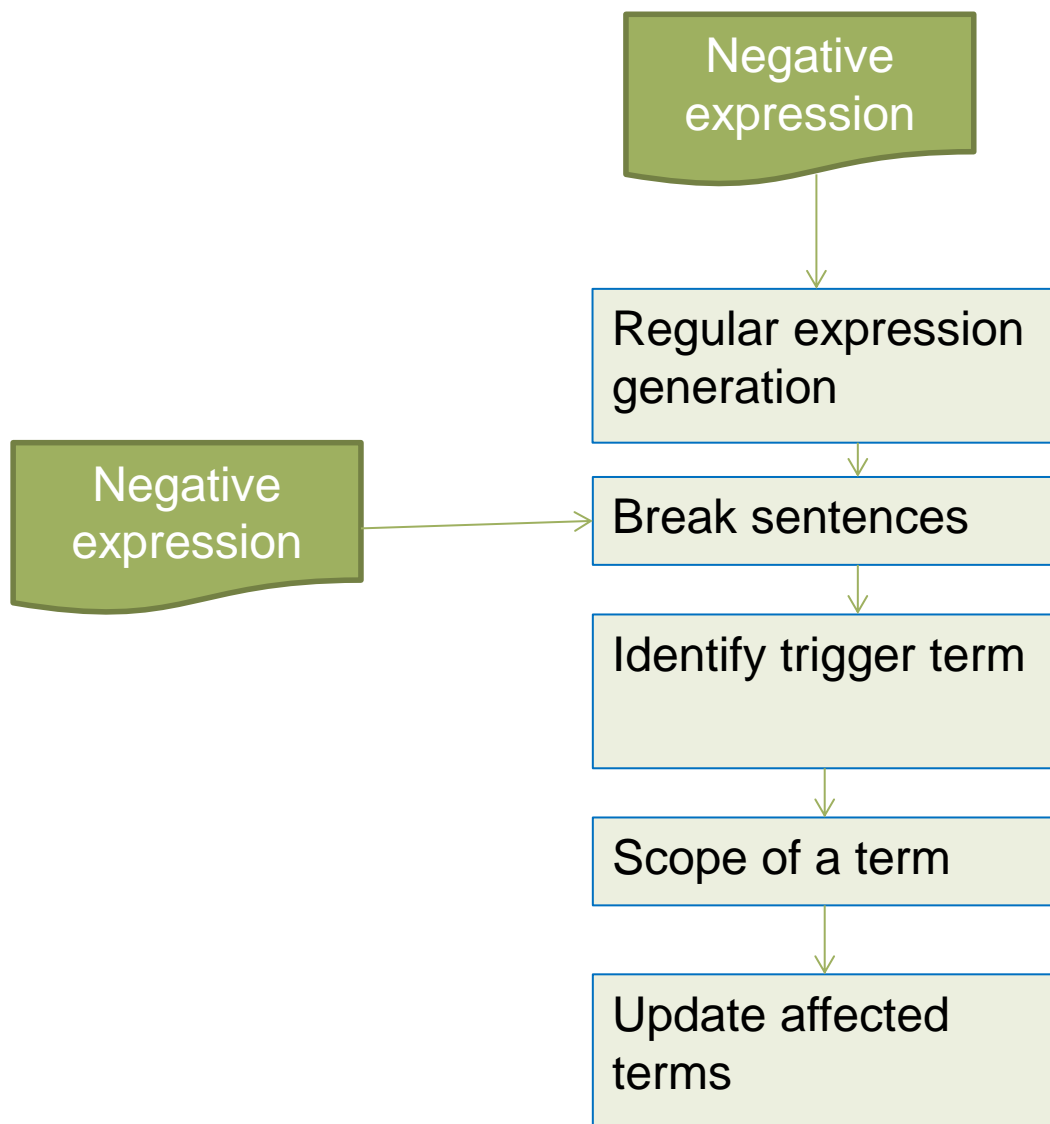 Negative
expression
Regular expression
generation
Negative
expression
Break sentences
Identify trigger term
Scope of a term
Update affected
terms